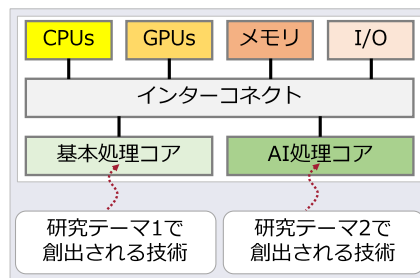 CPUs GPUs メモリ I/O
インターコネクト
基本処理コア AI処理コア
研究テーマ1で
創出される技術
研究テーマ2で
創出される技術